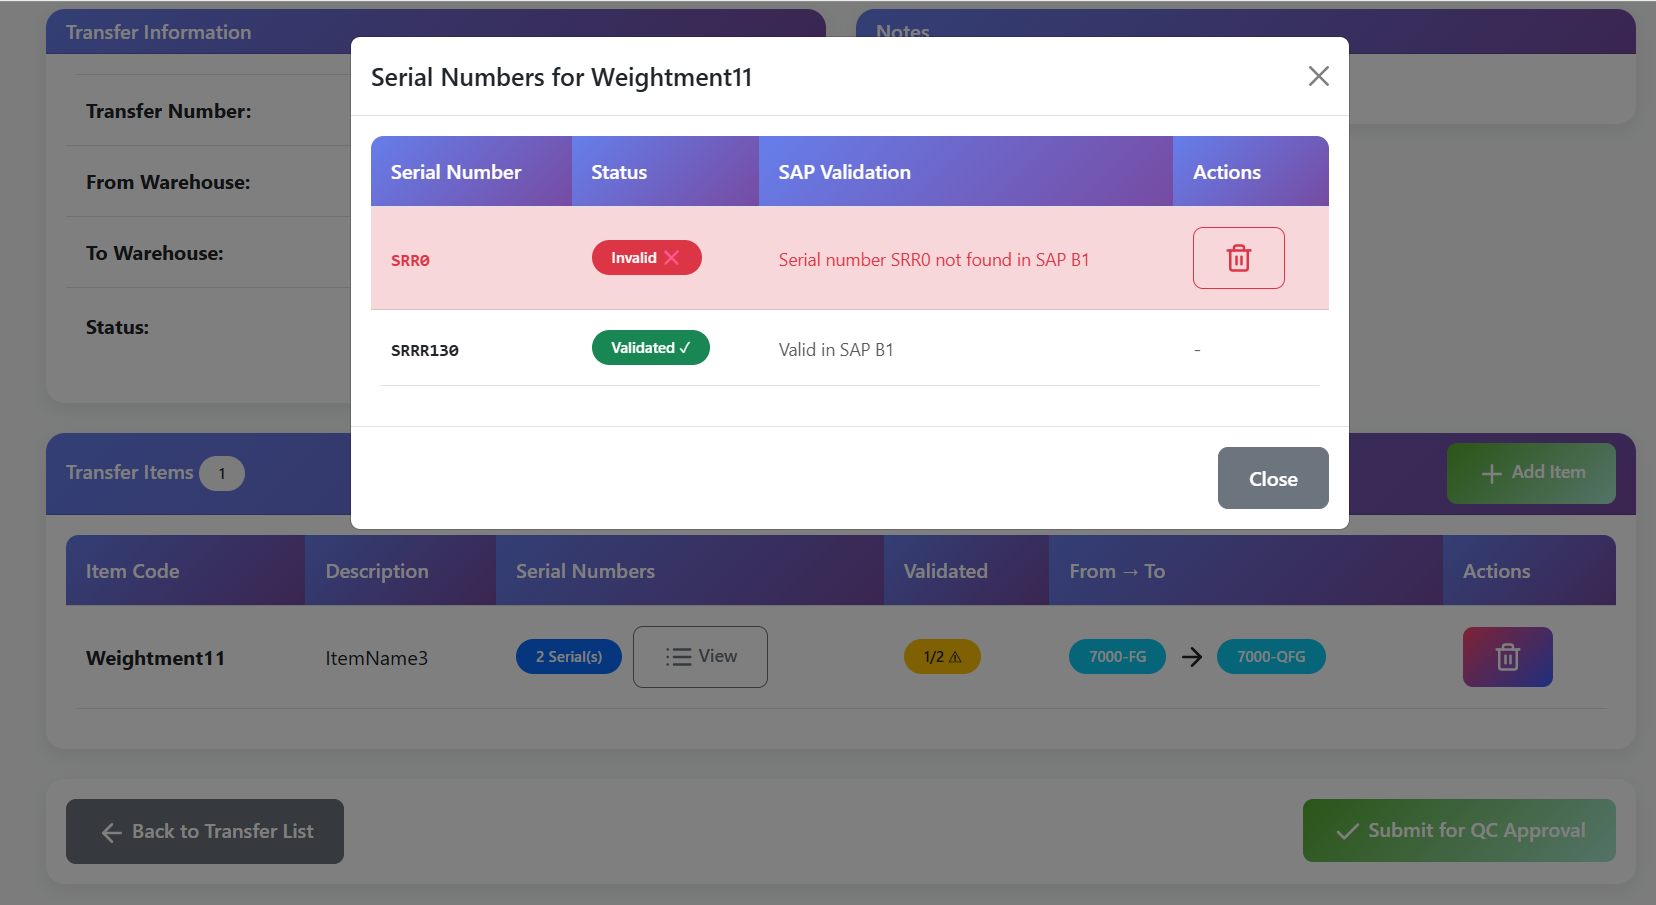 Transfer Information
Notes
Transfer Number:
From Warehouse:
To Warehouse:
Status:
Serial Numbers for Weightment11
Serial Number Status SAP Validation Actions
SRR0 Invalid ❌ Serial number SRR0 not found in SAP B1
SRRR130 Validated ✓ Valid in SAP B1 -
Close
Transfer Items 1
+ Add Item
Item Code Description Serial Numbers Validated From → To Actions
Weightment11 ItemName3 2 Serial(s) View 1/2 ⚠ 7000-FG → 7000-QFG
← Back to Transfer List
✓ Submit for QC Approval